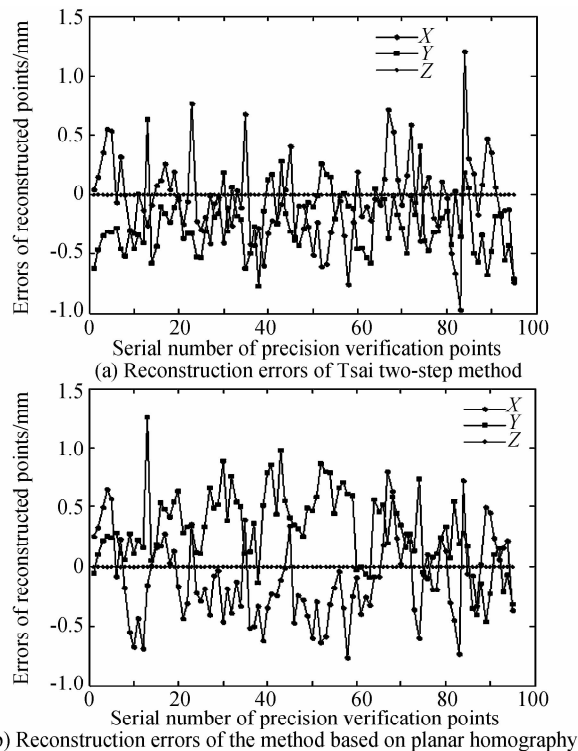 1.5
X
Y
Z
1.0
0.5
0
-0.5
-1.0
Errors of reconstructed points/mm
0 20 40 60 80 100
Serial number of precision verification points
(a) Reconstruction errors of Tsai two-step method
1.5
X
Y
Z
1.0
0.5
0
-0.5
-1.0
Errors of reconstructed points/mm
0 20 40 60 80 100
Serial number of precision verification points
) Reconstruction errors of the method based on planar homography